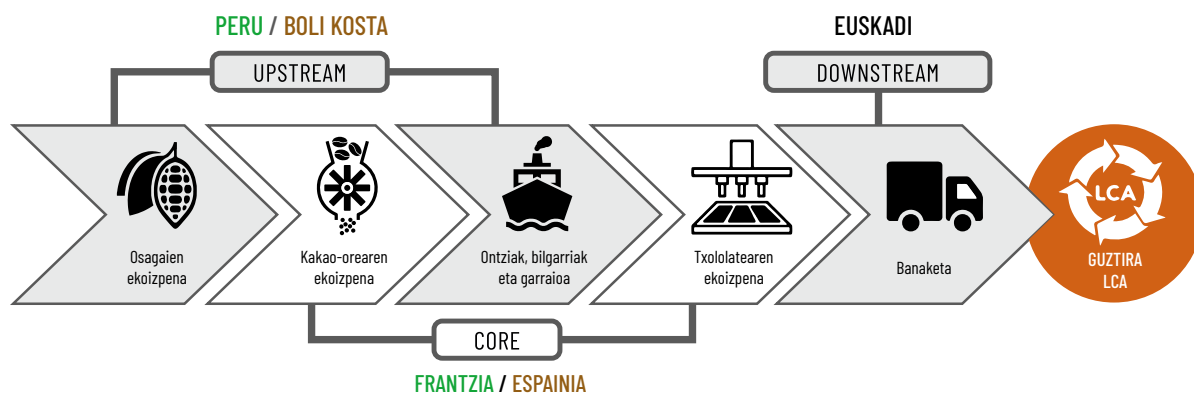 PERU / BOLI KOSTA
EUSKADI
UPSTREAM
DOWNSTREAM
Osagaien
ekoizpena
Kakao-orearen
ekoizpena
Ontziak, bilgarriak
eta garraioa
Txololatearen
ekoizpena
Banaketa
LCA
GUZTIRA
LCA
CORE
FRANTZIA / ESPAINIA